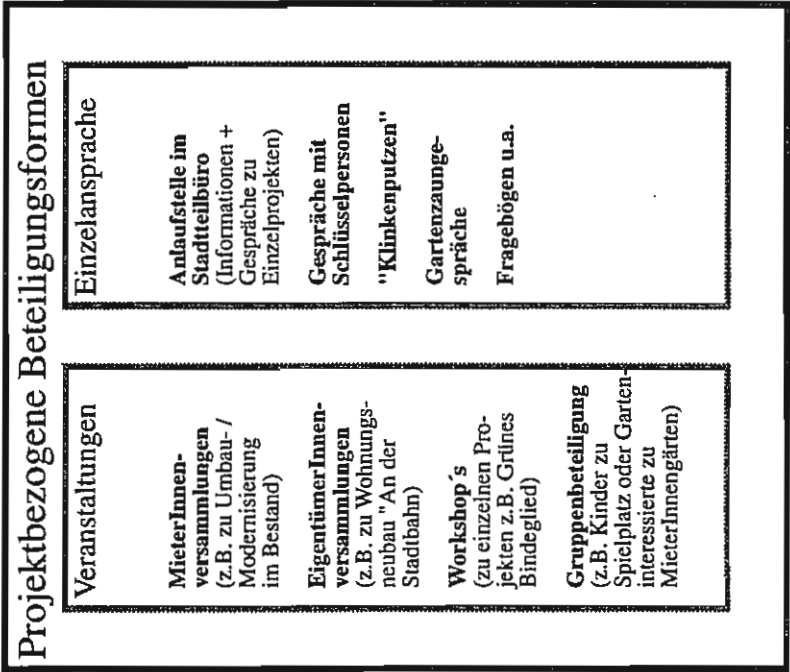 Projektbezogene Beteiligungsformen
Veranstaltungen
MieterInnen-
versammlungen
(z.B. zu Umbau- /
Modernisierung
im Bestand)
EigentümerInnen-
versammlungen
(z.B. zu Wohnungs-
neubau "An der
Stadtbahn)
Workshop´s
(zu einzelnen Pro-
jekten z.B. Grünes
Bindeglied)
Gruppenbeteiligung
(z.B. Kinder zu
Spielplatz oder Garten-
interessierte zu
MieterInnengärten)
Einzelansprache
Anlaufstelle im
Stadtteilbüro
(Informationen +
Gespräche zu
Einzelprojekten)
Gespräche mit
Schlüsselpersonen
"Klinkenputzen"
Gartenzaunge-
spräche
Fragebögen u.a.